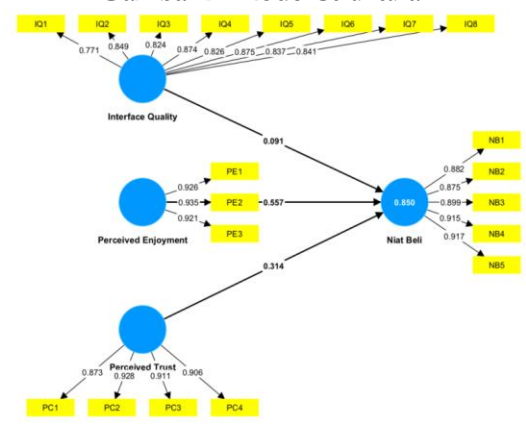 IQ1 IQ2 IQ3 IQ4 IQ5 IQ6 IQ7 IQ8
0.771 0.849 0.824 0.874 0.826 0.875 0.837 0.841
Interface Quality
0.091
NB1
0.882
PE1
NB2
0.926
0.875
0.935 PE2 0.557
0.850
0.899 NB3
0.921
0.915
Perceived Enjoyment
PE3
Niat Beli
0.917
NB4
NB5
0.314
Perceived Trust
0.873 0.928 0.911 0.906
PC1 PC2 PC3 PC4